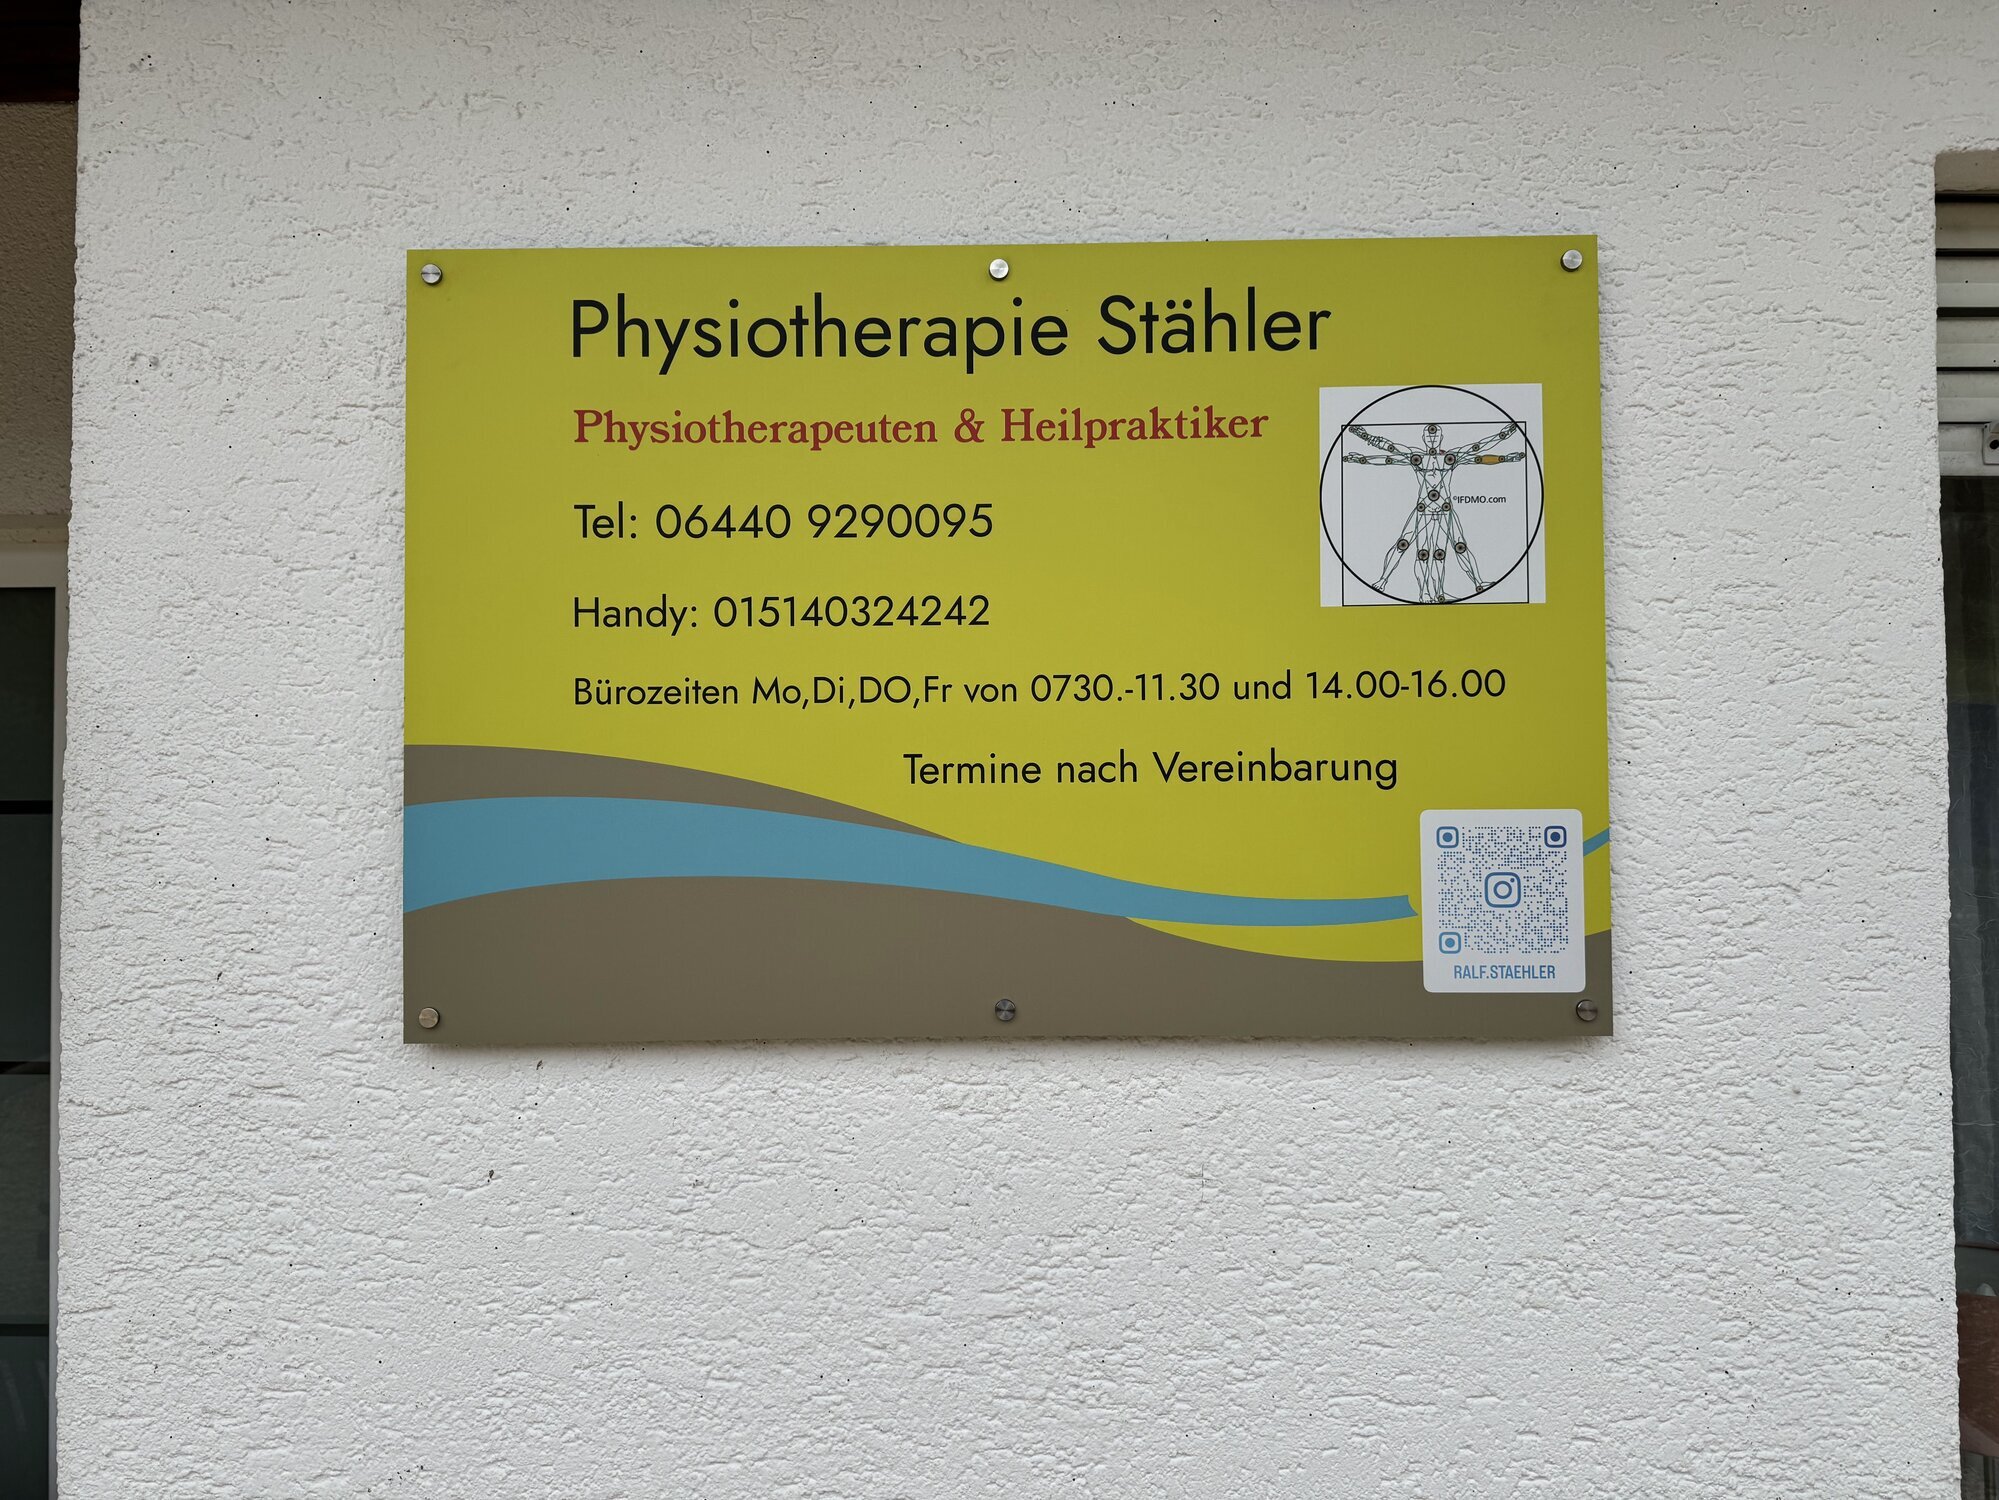 Physiotherapie Stähler
Physiotherapeuten & Heilpraktiker
©IFDMO.com
Tel: 06440 9290095
Handy: 015140324242
Bürozeiten Mo,Di,DO,Fr von 0730.-11.30 und 14.00-16.00
Termine nach Vereinbarung
RALF.STAEHLER